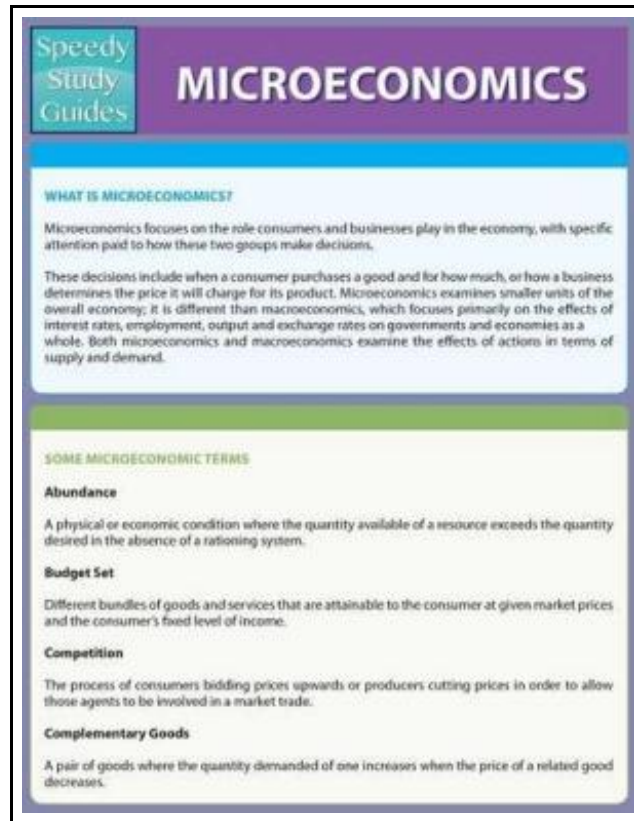 Speedy
Study
Guides
MICROECONOMICS
WHAT IS MICROECONOMICS?
Microeconomics focuses on the role consumers and businesses play in the economy, with specific
attention paid to how these two groups make decisions.
These decisions include when a consumer purchases a good and for how much, or how a business
determines the price it will charge for its product. Microeconomics examines smaller units of the
overall economy; it is different than macroeconomics, which focuses primarily on the effects of
interest rates, employment, output and exchange rates on governments and economies as a
whole. Both microeconomics and macroeconomics examine the effects of actions in terms of
supply and demand.
SOME MICROECONOMIC TERMS
Abundance
A physical or economic condition where the quantity available of a resource exceeds the quantity
desired in the absence of a rationing system.
Budget Set
Different bundles of goods and services that are attainable to the consumer at given market prices
and the consumer's fixed level of income.
Competition
The process of consumers bidding prices upwards or producers cutting prices in order to allow
those agents to be involved in a market trade.
Complementary Goods
A pair of goods where the quantity demanded of one increases when the price of a related good
decreases.